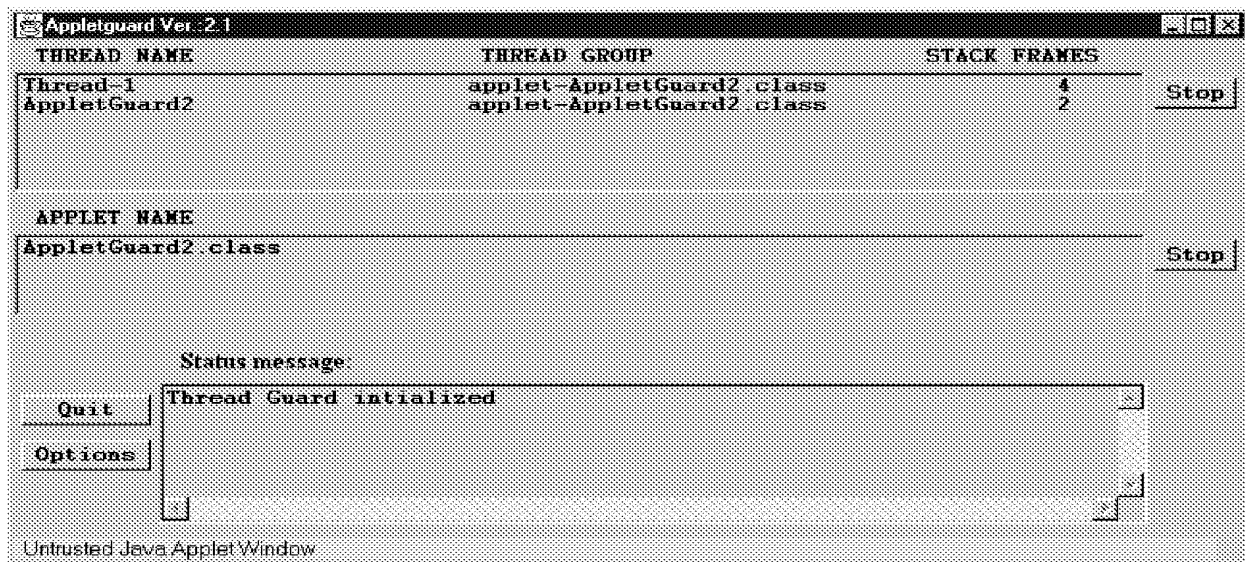 Appletguard Ver.:2.1
THREAD NAME THREAD GROUP STACK FRAMES
Thread-1 applet-AppletGuard2.class 4
AppletGuard2 applet-AppletGuard2.class 2
Stop
APPLET NAME
AppletGuard2.class
Stop
Status message:
Thread Guard intialized
Quit
Options
Untrusted Java Applet Window